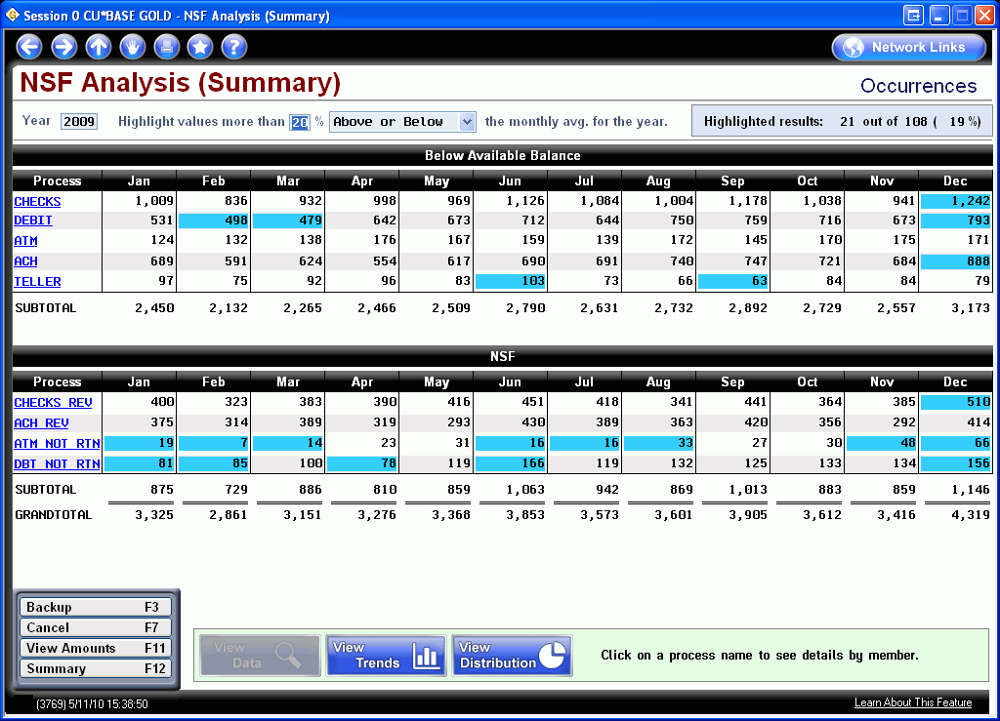 Session 0 CU*BASE GOLD - NSF Analysis (Summary)
Network Links
NSF Analysis (Summary)
Occurrences
Year 2009 Highlight values more than 20 % Above or Below the monthly avg. for the year. Highlighted results: 21 out of 108 ( 19 %)
Below Available Balance
Process Jan Feb Mar Apr May Jun Jul Aug Sep Oct Nov Dec
CHECKS 1,009 836 932 998 969 1,126 1,084 1,004 1,178 1,038 941 1,242
DEBIT 531 498 479 642 673 712 644 750 759 716 673 793
ATM 124 132 138 176 167 159 139 172 145 170 175 171
ACH 689 591 624 554 617 690 691 740 747 721 684 888
TELLER 97 75 92 96 83 103 73 66 63 84 84 79
SUBTOTAL 2,450 2,132 2,265 2,466 2,509 2,790 2,631 2,732 2,892 2,729 2,557 3,173
NSF
Process Jan Feb Mar Apr May Jun Jul Aug Sep Oct Nov Dec
CHECKS REV 400 323 383 390 416 451 418 341 441 364 385 510
ACH REV 375 314 389 319 293 430 389 363 420 356 292 414
ATM NOT RTN 19 7 14 23 31 16 16 33 27 30 48 66
DBT NOT RTN 81 85 100 78 119 166 119 132 125 133 134 156
SUBTOTAL 875 729 886 810 859 1,063 942 869 1,013 883 859 1,146
GRANDTOTAL 3,325 2,861 3,151 3,276 3,368 3,853 3,573 3,601 3,905 3,612 3,416 4,319
Backup F3
Cancel F7
View Amounts F11
Summary F12
View Data
View Trends
View Distribution
Click on a process name to see details by member.
(3769) 5/11/10 15:38:50
Learn About This Feature